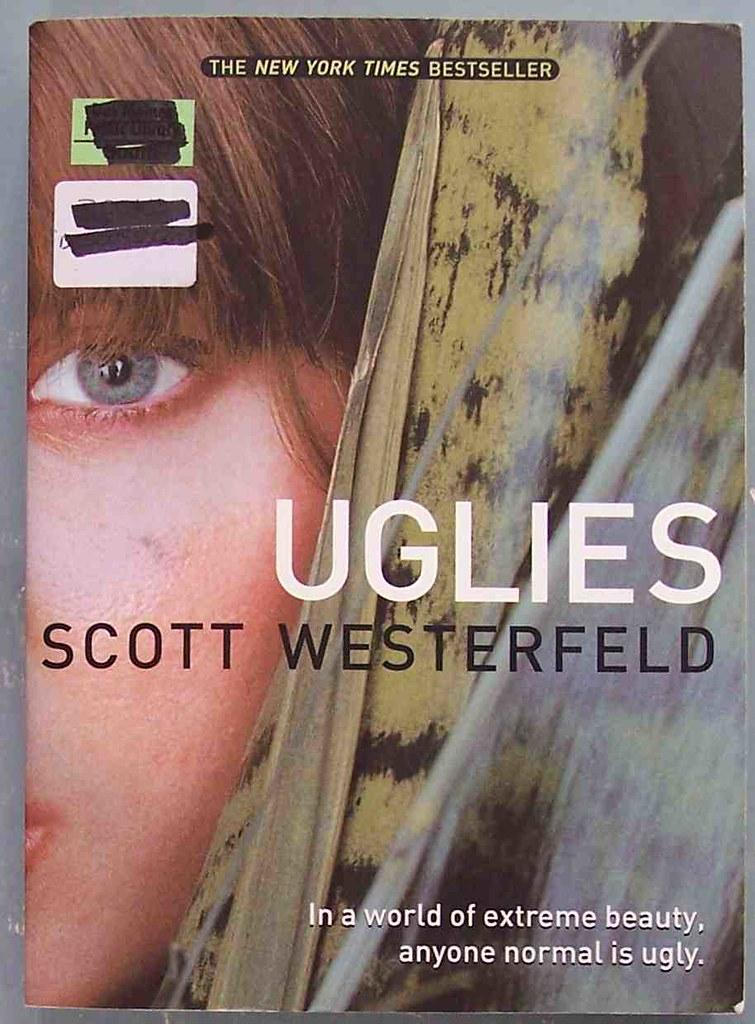 THE NEW YORK TIMES BESTSELLER
UGLIES
SCOTT WESTERFELD
In a world of extreme beauty,
anyone normal is ugly.